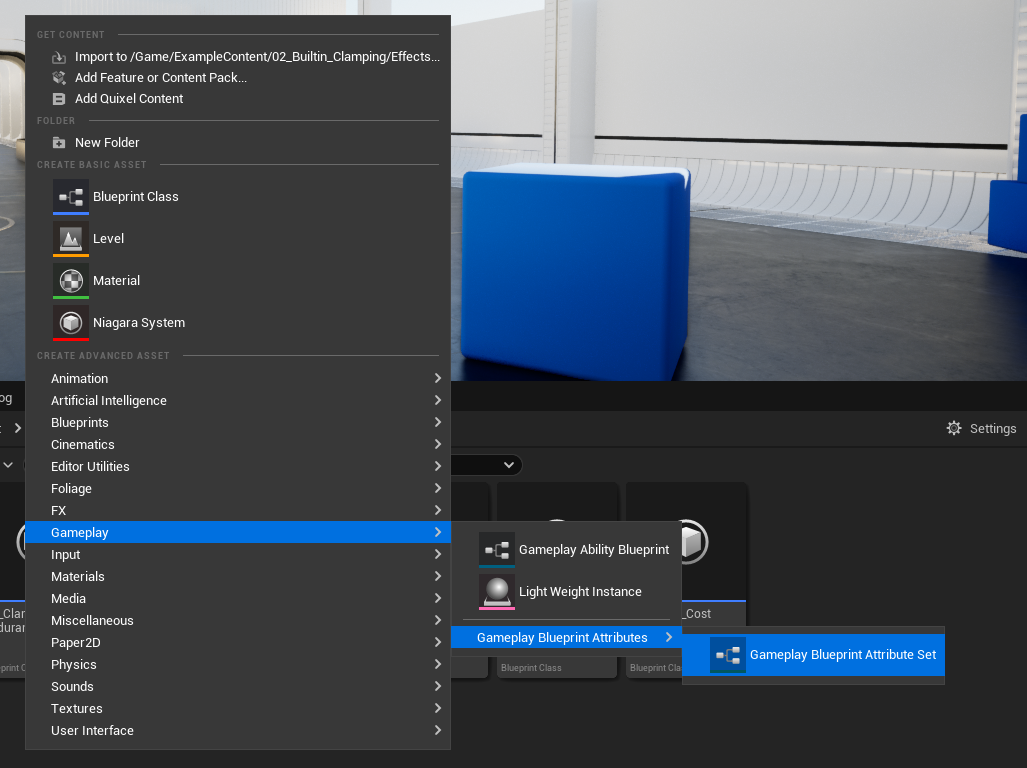 GET CONTENT
Import to /Game/ExampleContent/02_Builtin_Clamping/Effects...
Add Feature or Content Pack...
Add Quixel Content
FOLDER
New Folder
CREATE BASIC ASSET
Blueprint Class
Level
Material
Niagara System
CREATE ADVANCED ASSET
Animation
Artificial Intelligence
Blueprints
Cinematics
Editor Utilities
Foliage
FX
Gameplay
Input
Materials
Media
Miscellaneous
Paper2D
Physics
Sounds
Textures
User Interface
Gameplay Ability Blueprint
Light Weight Instance
Gameplay Blueprint Attributes
Gameplay Blueprint Attribute Set
og
Settings
_Clar
duran
_Cost
print C
Blueprint Class
Blueprint Cla